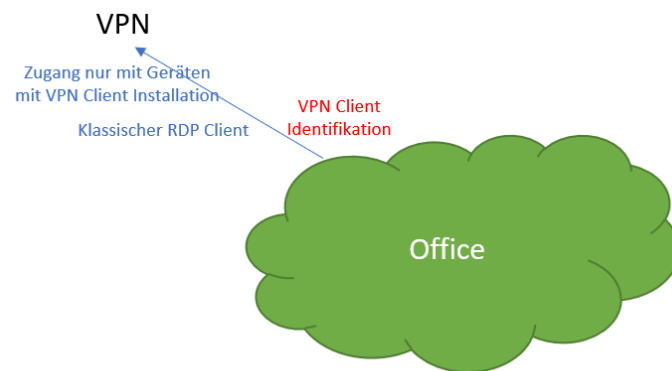 VPN
Zugang nur mit Geräten
mit VPN Client Installation
Klassischer RDP Client
VPN Client
Identifikation
Office